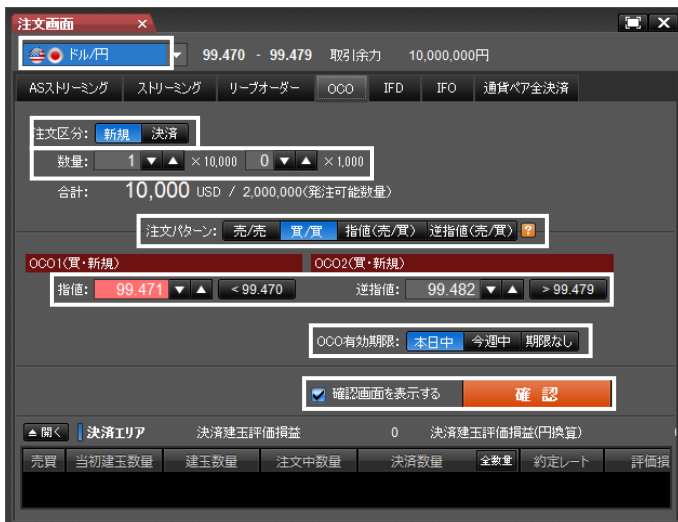 注文画面 × X
ドル/円 ▼ 99.470 - 99.479 取引余力 10,000,000円
ASストリーミング ストリーミング リーブオーダー OCO IFD IFO 通貨ペア全決済
注文区分: 新規 決済
数量: 1 ▼ ▲ ×10,000 0 ▼ ▲ ×1,000
合計: 10,000 USD / 2,000,000(発注可能数量)
注文パターン: 売/売 買/買 指値(売/買) 逆指値(売/買) ?
OCO1(買・新規) OCO2(買・新規)
指値: 99.471 ▼ ▲ <99.470 逆指値: 99.482 ▼ ▲ >99.479
OCO有効期限: 本日中 今週中 期限なし
確認画面を表示する 確認
▲開く 決済エリア 決済建玉評価損益 0 決済建玉評価損益(円換算)
売買 当初建玉数量 建玉数量 注文中数量 決済数量 全数量 約定レート 評価損